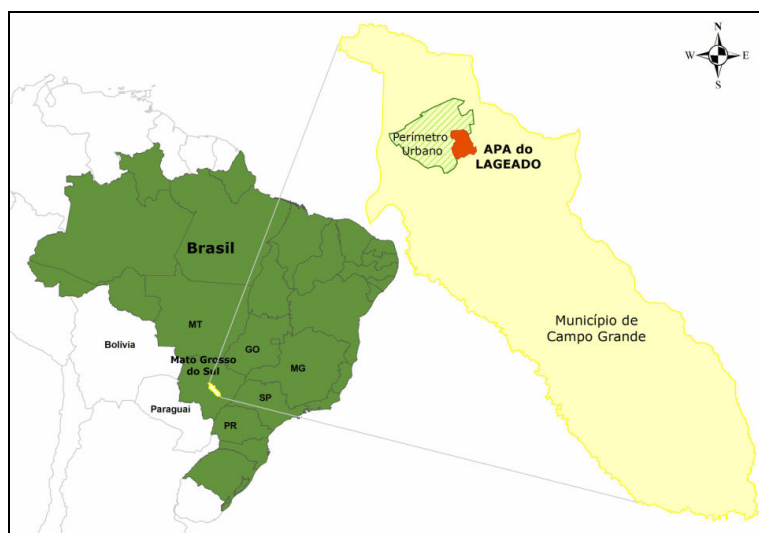 N
W
E
S
Perímetro
Urbano
APA do
LAGEADO
Brasil
MT
Bolívia
GO
Mato Grosso
do Sul
MG
Município de
Campo Grande
SP
Paraguai
PR